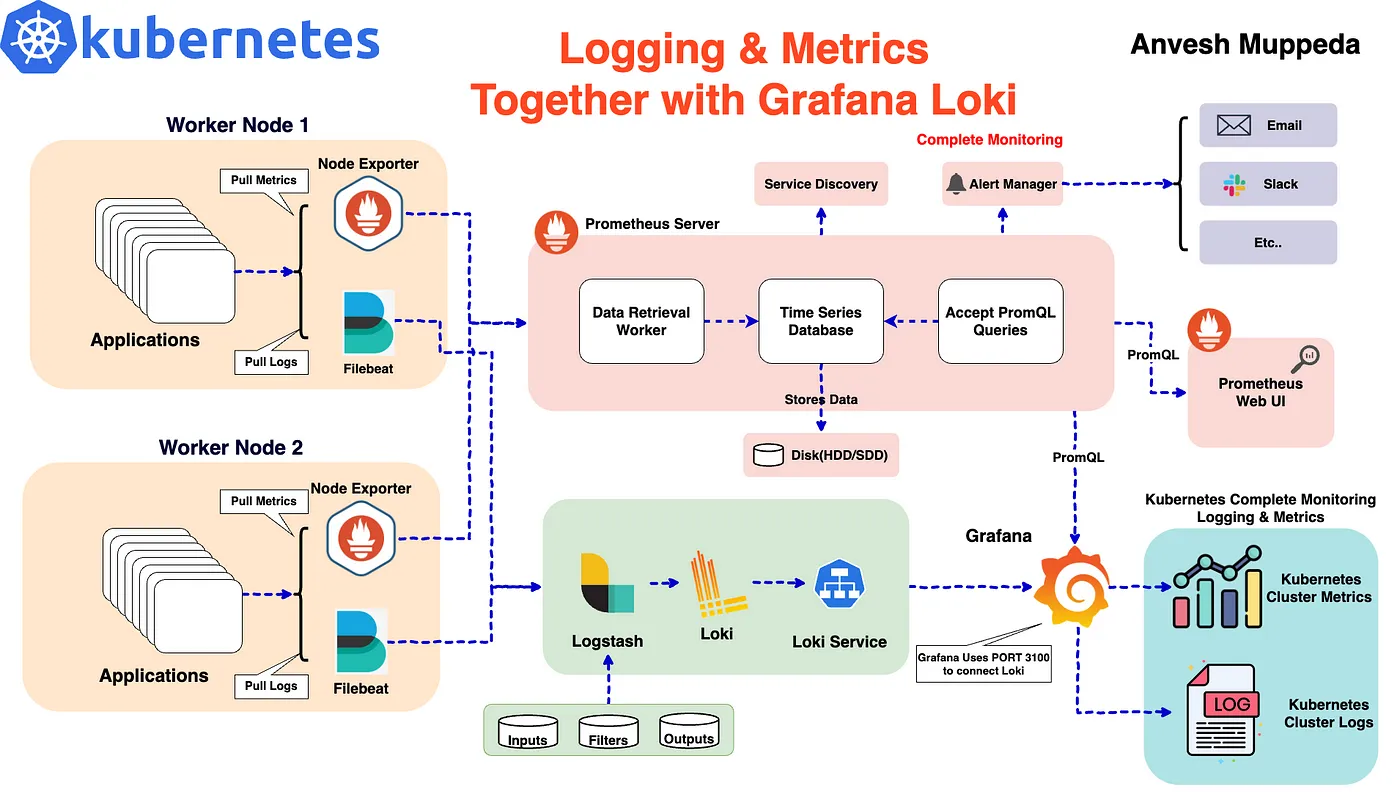 kubernetes
Logging & Metrics
Together with Grafana Loki
Anvesh Muppeda
Worker Node 1
Pull Metrics
Node Exporter
Applications
Pull Logs
Filebeat
Worker Node 2
Pull Metrics
Node Exporter
Applications
Pull Logs
Filebeat
Complete Monitoring
Service Discovery
Alert Manager
Email
Slack
Etc..
Prometheus Server
Data Retrieval
Worker
Time Series
Database
Accept PromQL
Queries
Stores Data
Disk(HDD/SDD)
PromQL
Prometheus
Web UI
PromQL
Logstash
Loki
Loki Service
Inputs
Filters
Outputs
Grafana
Grafana Uses PORT 3100
to connect Loki
Kubernetes Complete Monitoring
Logging & Metrics
Kubernetes
Cluster Metrics
LOG
Kubernetes
Cluster Logs